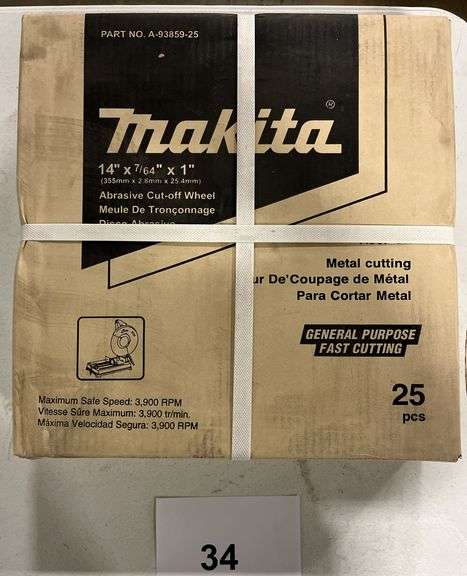 PART NO. A-93859-25
Makita
14" x 7/64" x 1"
(355mm x 2.8mm x 25.4mm)
Abrasive Cut-off Wheel
Meule De Tronçonnage
Disco Abrasivo
Metal cutting
ur De'Coupage de Métal
Para Cortar Metal
GENERAL PURPOSE
FAST CUTTING
Maximum Safe Speed: 3,900 RPM
Vitesse Sûre Maximum: 3,900 tr/min.
Máxima Velocidad Segura: 3,900 RPM
25
pcs
34